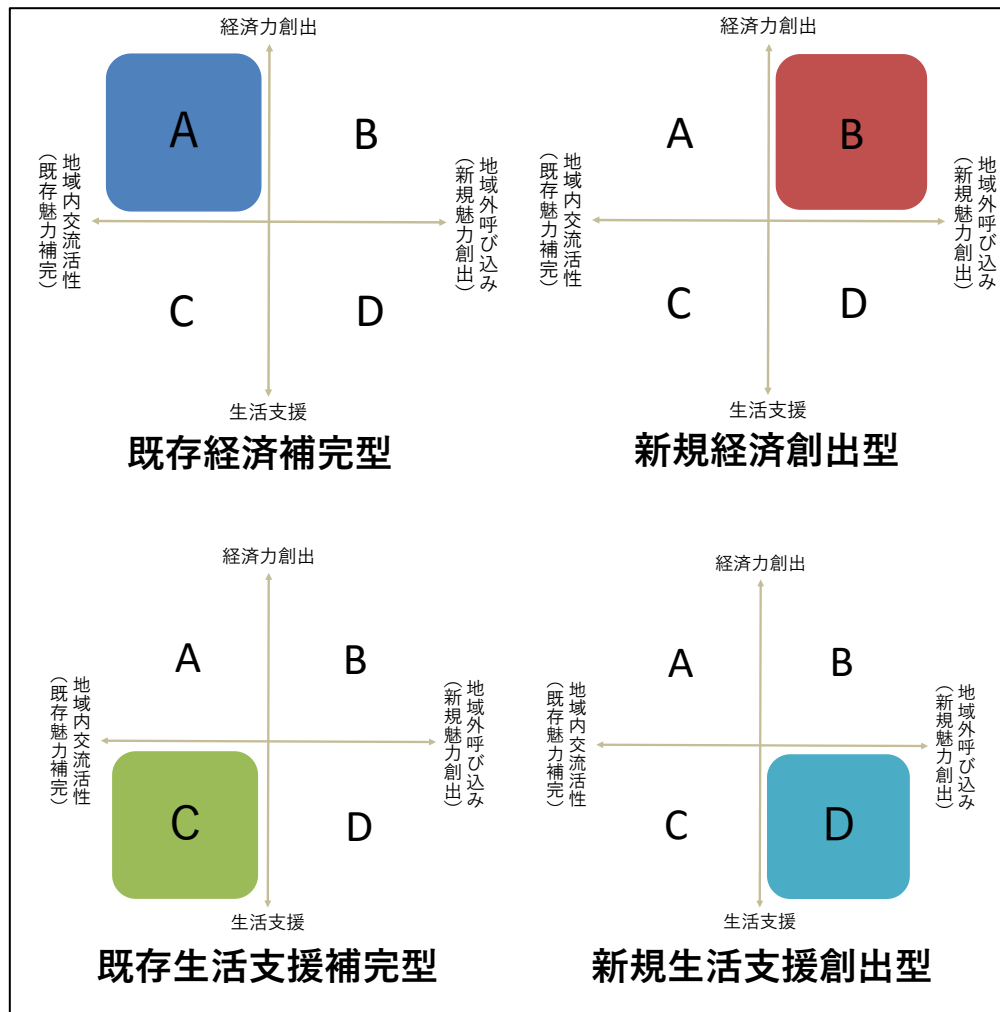 経済力創出
A
B
地域内交流活性
（既存魅力補完）
地域外呼び込み
（新規魅力創出）
C
D
生活支援
既存経済補完型
経済力創出
A
B
地域内交流活性
（既存魅力補完）
地域外呼び込み
（新規魅力創出）
C
D
生活支援
新規経済創出型
経済力創出
A
B
地域内交流活性
（既存魅力補完）
地域外呼び込み
（新規魅力創出）
C
D
生活支援
既存生活支援補完型
経済力創出
A
B
地域内交流活性
（既存魅力補完）
地域外呼び込み
（新規魅力創出）
C
D
生活支援
新規生活支援創出型